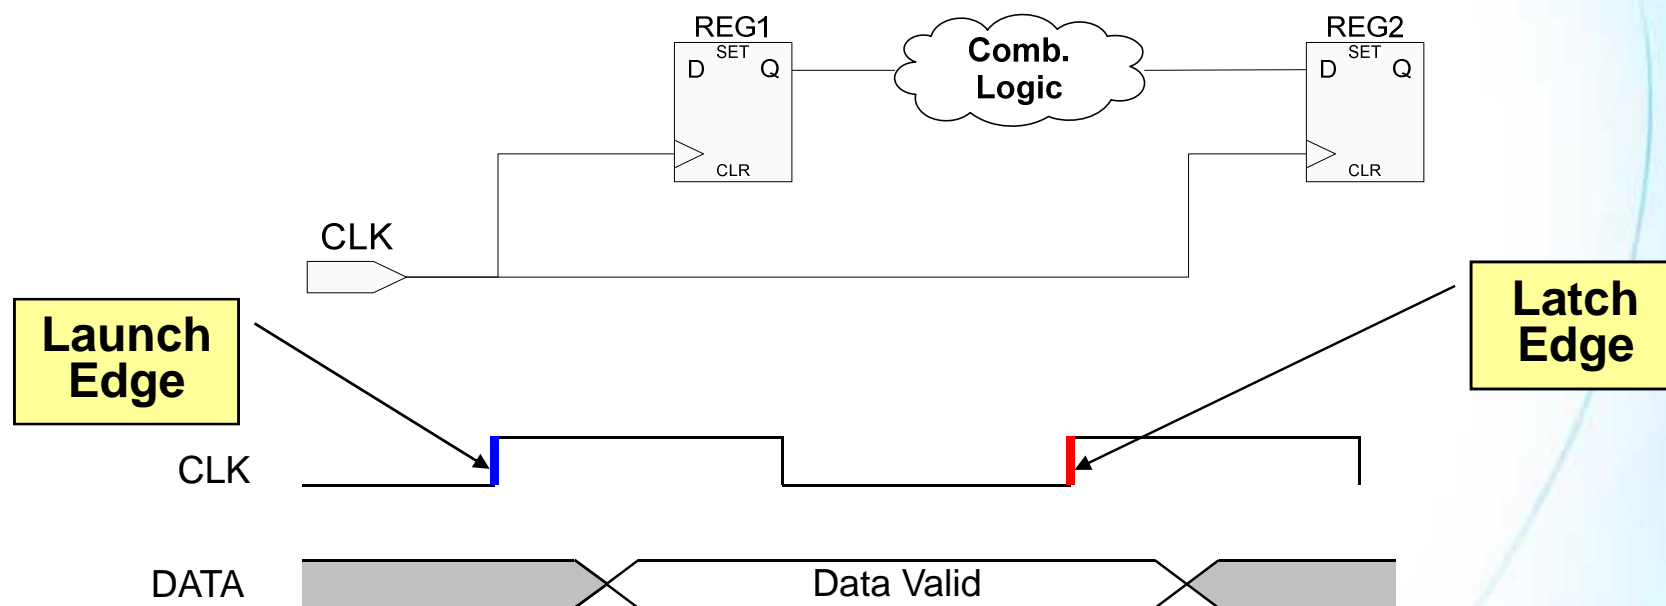 REG1
SET
D Q
CLR
Comb.
Logic
REG2
SET
D Q
CLR
CLK
Launch
Edge
Latch
Edge
CLK
DATA
Data Valid